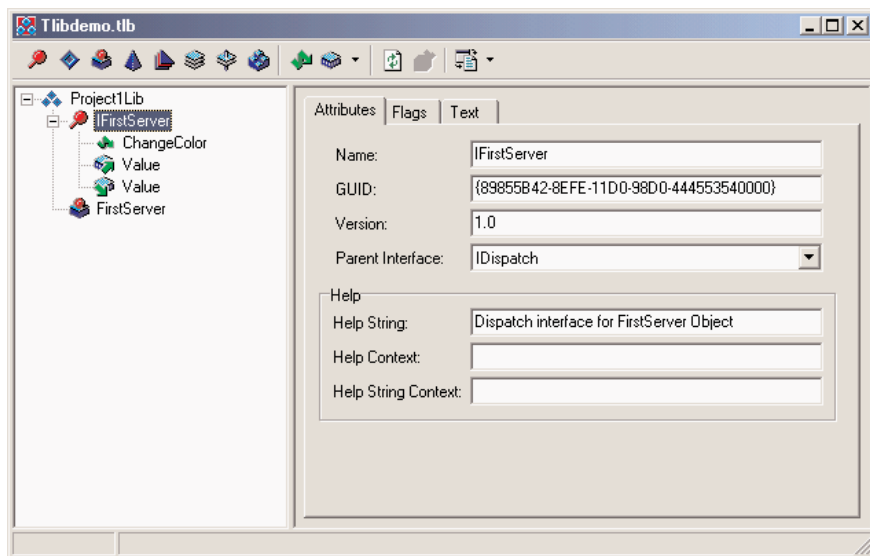 Tlibdemo.tlb
Project1Lib
IFirstServer
ChangeColor
Value
Value
FirstServer
Attributes Flags Text
Name: IFirstServer
GUID: {89855B42-8EFE-11D0-98D0-444553540000}
Version: 1.0
Parent Interface: IDispatch
Help
Help String: Dispatch interface for FirstServer Object
Help Context:
Help String Context: